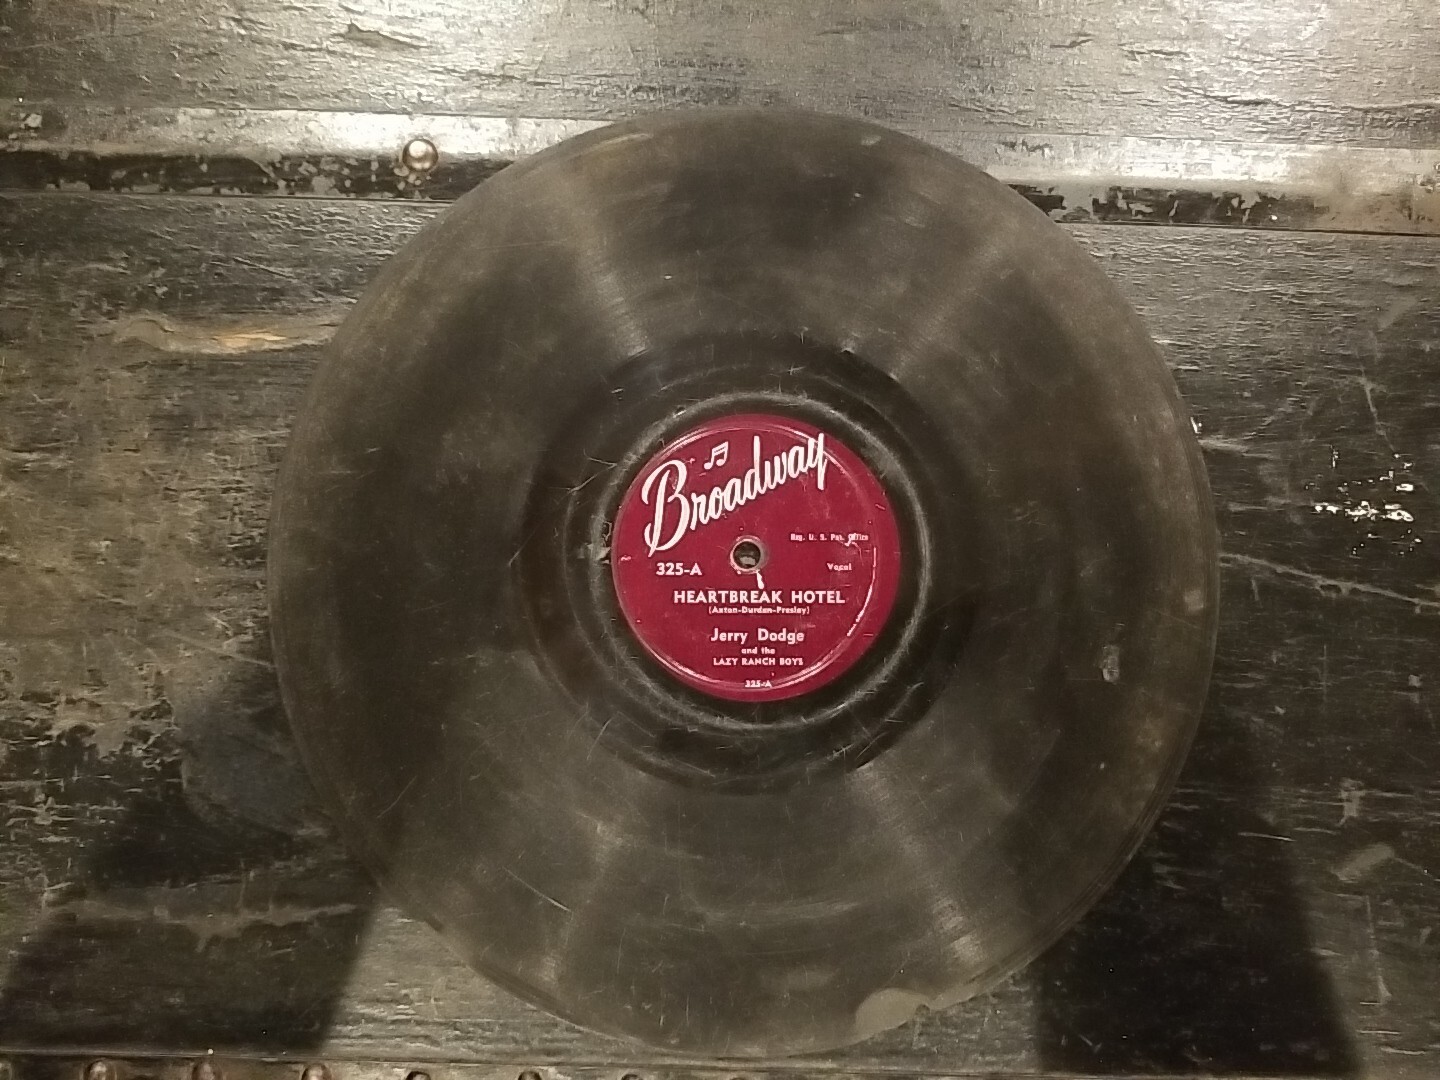 Broadway
Reg. U. S. Pat. Office
325-A
Vocal
HEARTBREAK HOTEL
(Axton-Durden-Presley)
Jerry Dodge
and the
LAZY RANCH BOYS
325-A